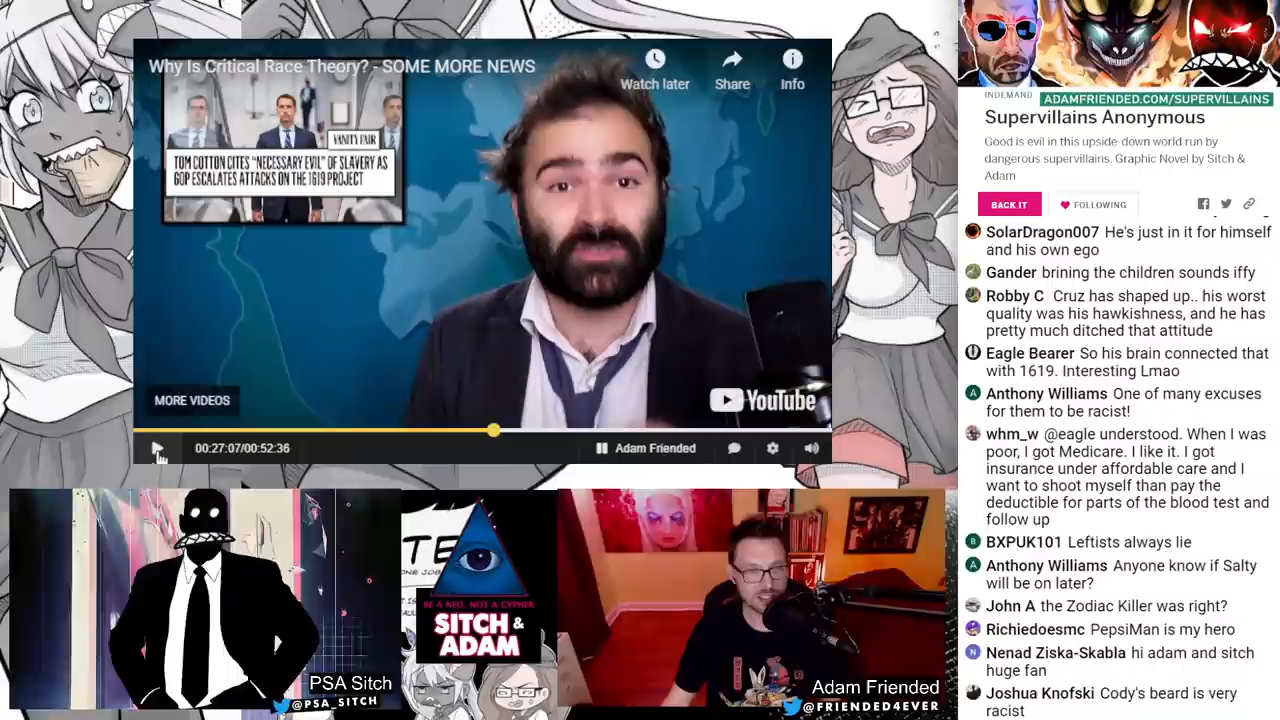 Why Is Critical Race Theory? - SOME MORE NEWS
Watch later
Share
Info
VANITY FAIR
TOM COTTON CITES "NECESSARY EVIL" OF SLAVERY AS
GOP ESCALATES ATTACKS ON THE 1619 PROJECT
MORE VIDEOS
YouTube
00:27:07/00:52:36
Adam Friended
PSA Sitch
@PSA_SITCH
BE A NEO, NOT A CYPHER
SITCH &
ADAM
Adam Friended
@FRIENDED4EVER
INDEMAND
ADAMFRIENDED.COM/SUPERVILLAINS
Supervillains Anonymous
Good is evil in this upside-down world run by
dangerous supervillains. Graphic Novel by Sitch &
Adam
BACK IT
FOLLOWING
SolarDragon007 He's just in it for himself
and his own ego
Gander brining the children sounds iffy
Robby C Cruz has shaped up.. his worst
quality was his hawkishness, and he has
pretty much ditched that attitude
Eagle Bearer So his brain connected that
with 1619. Interesting Lmao
Anthony Williams One of many excuses
for them to be racist!
whm_w @eagle understood. When I was
poor, I got Medicare. I like it. I got
insurance under affordable care and I
want to shoot myself than pay the
deductible for parts of the blood test and
follow up
BXPUK101 Leftists always lie
Anthony Williams Anyone know if Salty
will be on later?
John A the Zodiac Killer was right?
Richiedoesmc PepsiMan is my hero
Nenad Ziska-Skabla hi adam and sitch
huge fan
Joshua Knofski Cody's beard is very
racist